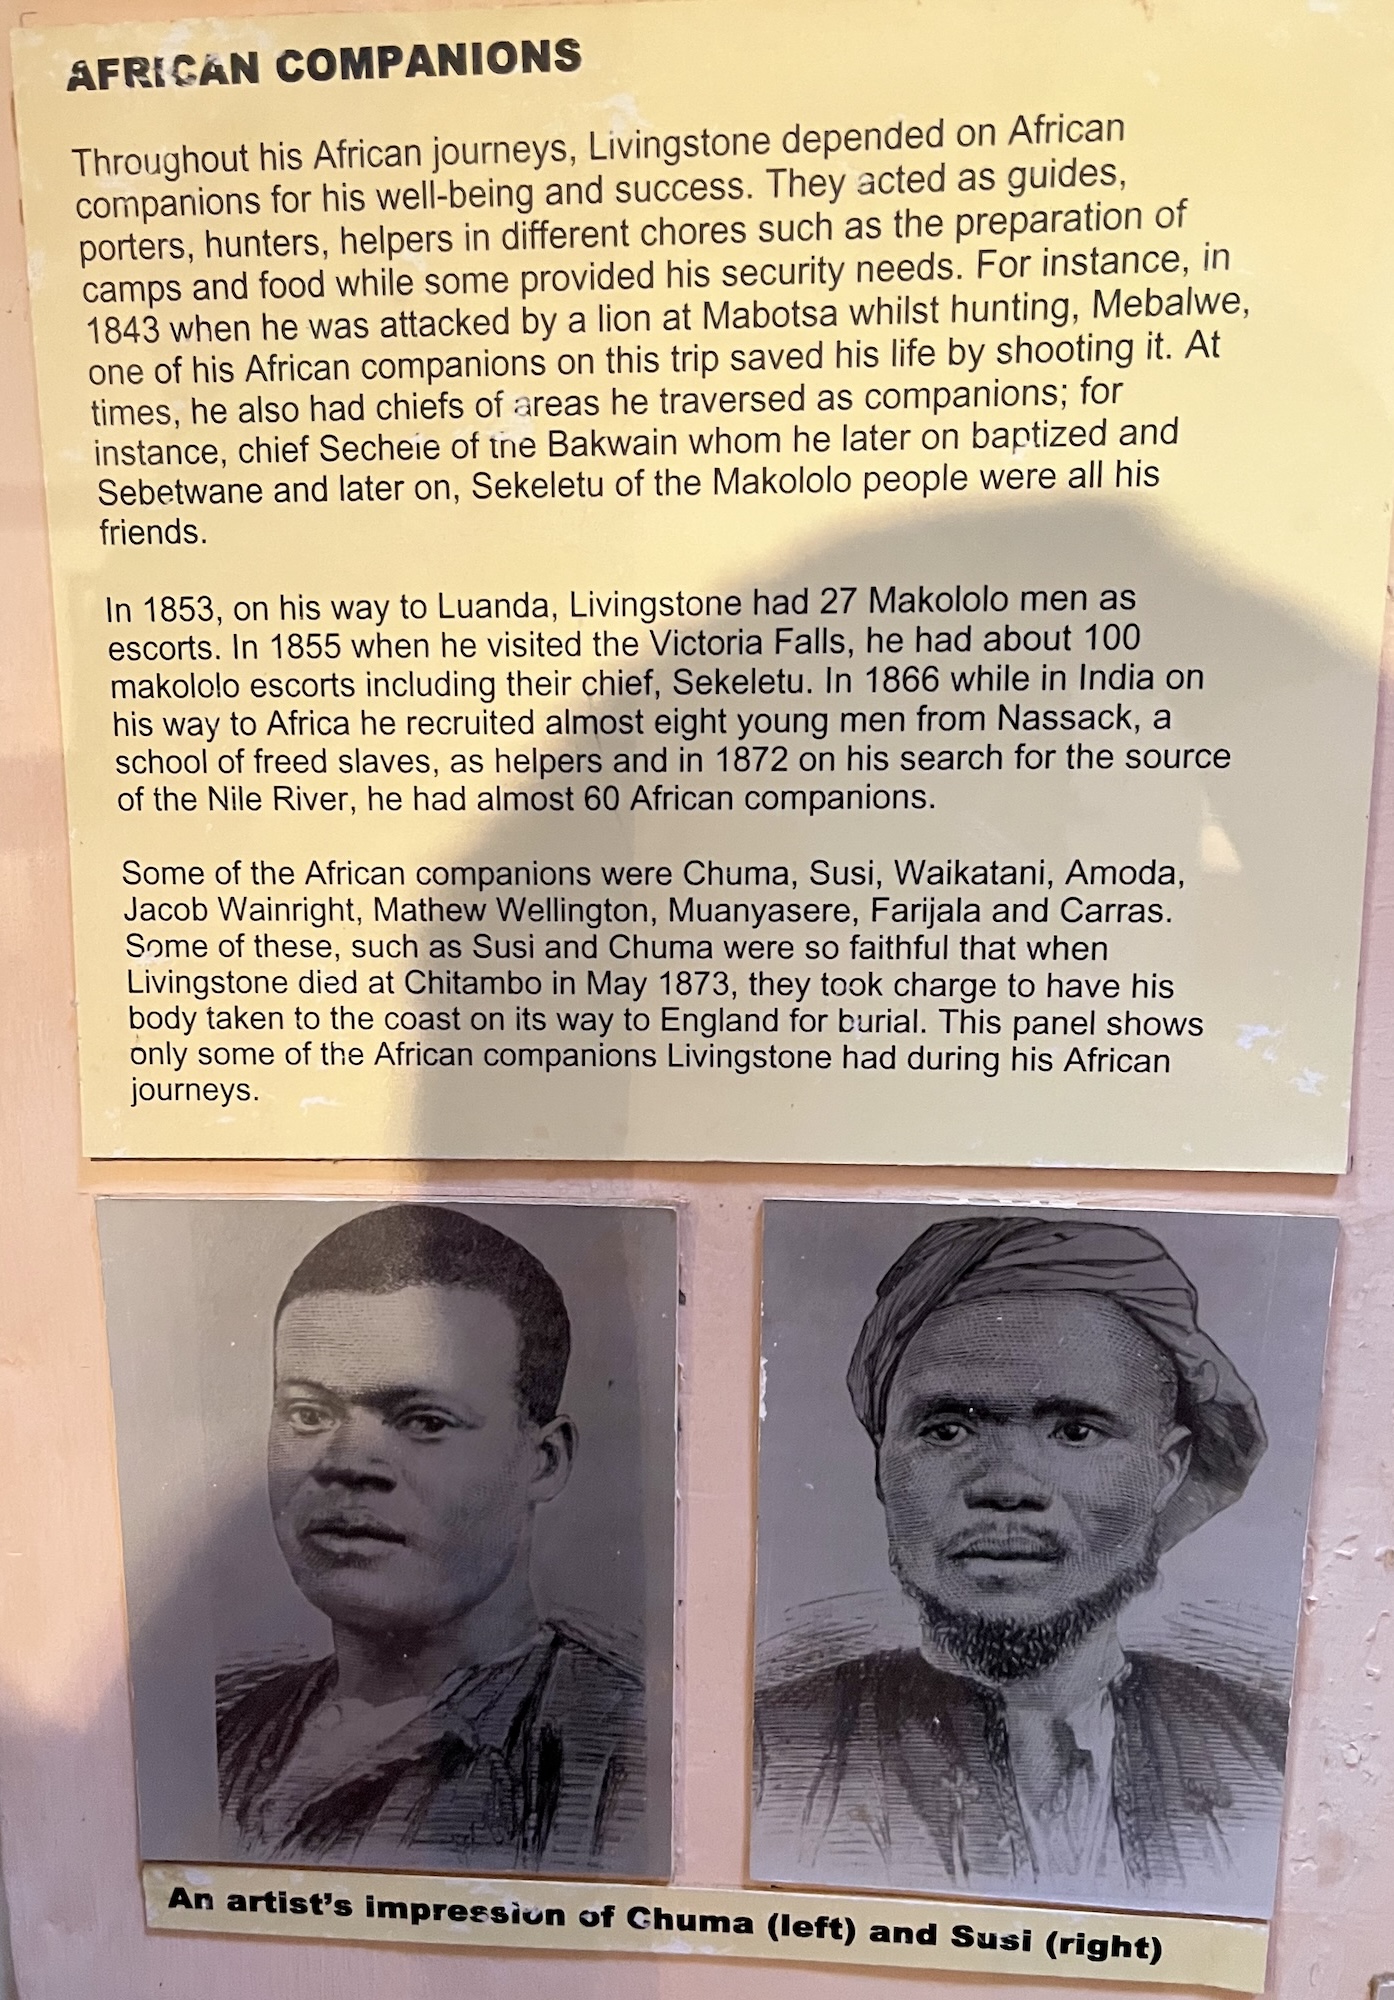 AFRICAN COMPANIONS
Throughout his African journeys, Livingstone depended on African
companions for his well-being and success. They acted as guides,
porters, hunters, helpers in different chores such as the preparation of
camps and food while some provided his security needs. For instance, in
1843 when he was attacked by a lion at Mabotsa whilst hunting, Mebalwe,
one of his African companions on this trip saved his life by shooting it. At
times, he also had chiefs of areas he traversed as companions; for
instance, chief Sechele of the Bakwain whom he later on baptized and
Sebetwane and later on, Sekeletu of the Makololo people were all his
friends.
In 1853, on his way to Luanda, Livingstone had 27 Makololo men as
escorts. In 1855 when he visited the Victoria Falls, he had about 100
makololo escorts including their chief, Sekeletu. In 1866 while in India on
his way to Africa he recruited almost eight young men from Nassack, a
school of freed slaves, as helpers and in 1872 on his search for the source
of the Nile River, he had almost 60 African companions.
Some of the African companions were Chuma, Susi, Waikatani, Amoda,
Jacob Wainright, Mathew Wellington, Muanyasere, Farijala and Carras.
Some of these, such as Susi and Chuma were so faithful that when
Livingstone died at Chitambo in May 1873, they took charge to have his
body taken to the coast on its way to England for burial. This panel shows
only some of the African companions Livingstone had during his African
journeys.
An artist's impression of Chuma (left) and Susi (right)